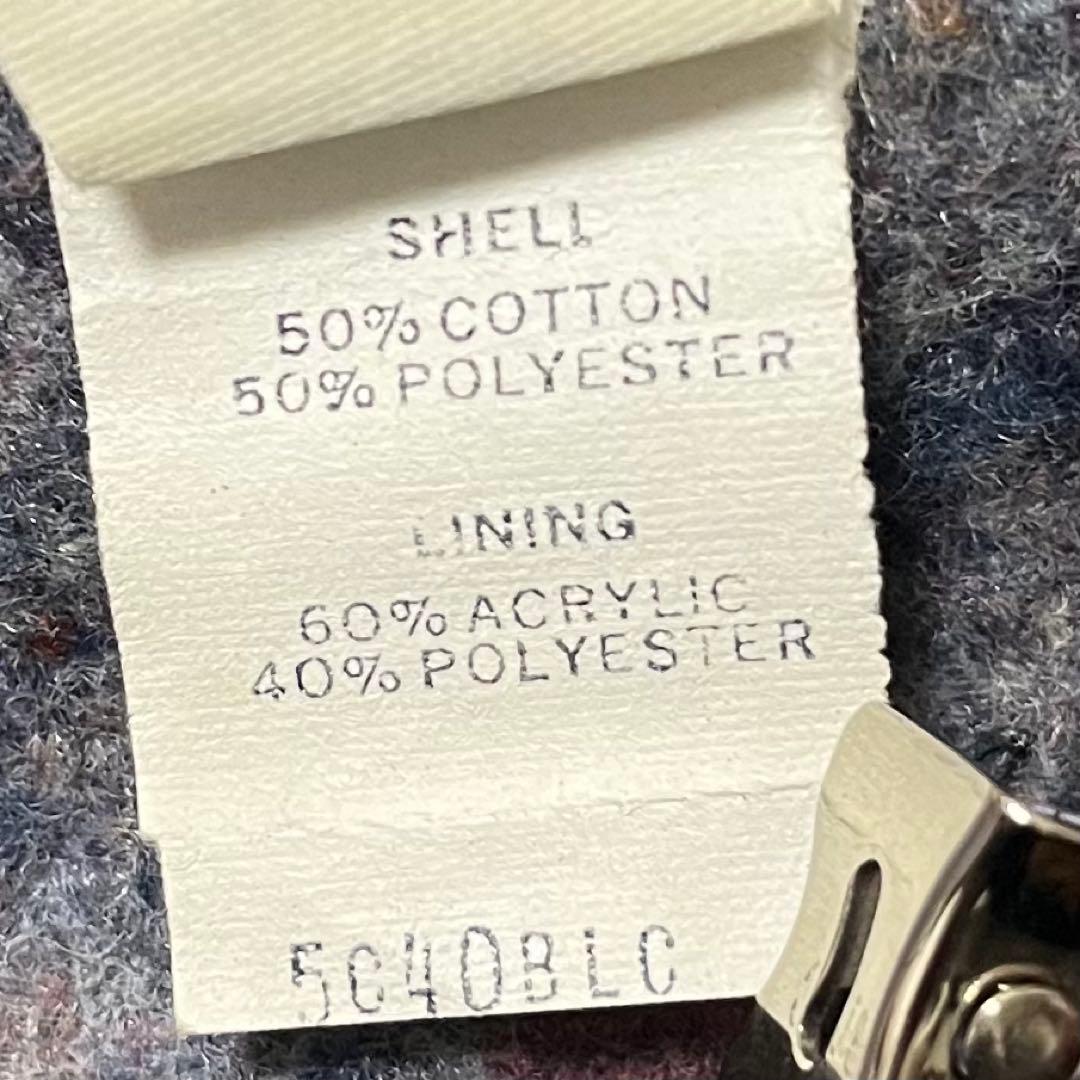 SHELL
50% COTTON
50% POLYESTER
LINING
60% ACRYLIC
40% POLYESTER
5C408LC